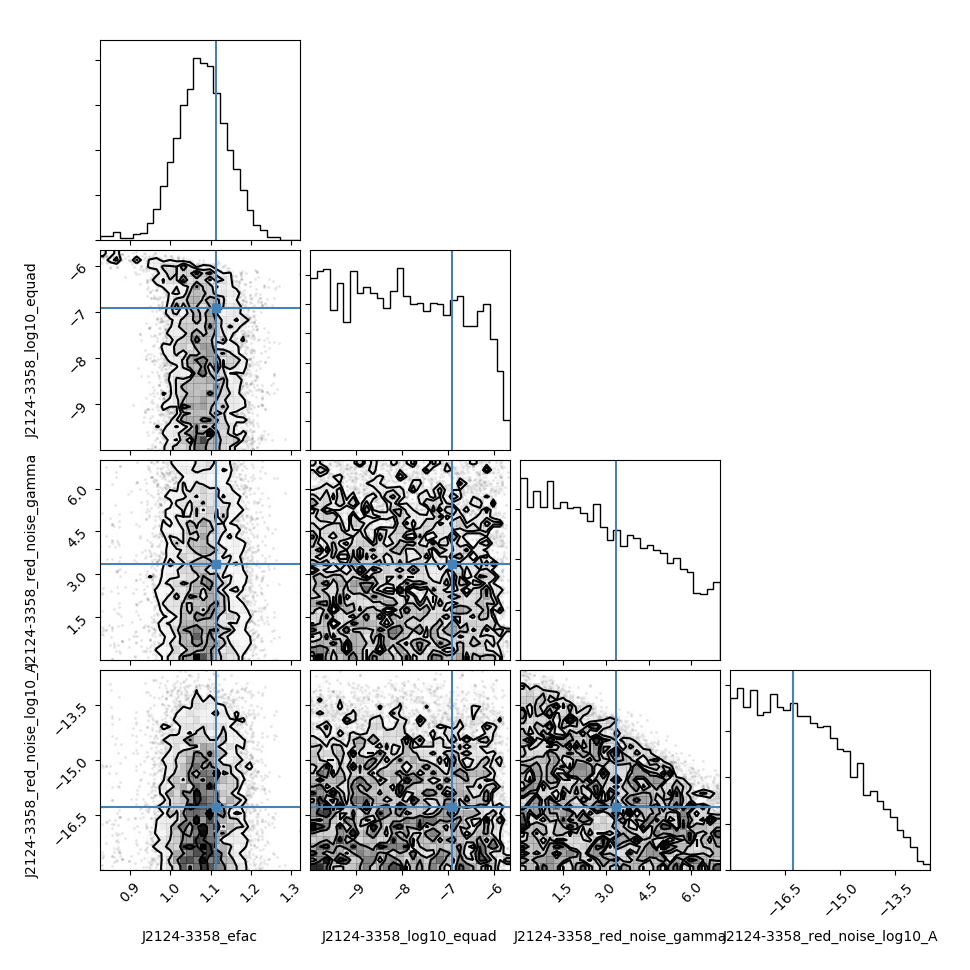 J2124-3358_log10_equad
−6
−7
−8
−9
J2124-3358_red_noise_gamma
6.0
4.5
3.0
1.5
J2124-3358_red_noise_log10_A
−13.5
−15.0
−16.5
0.9 1.0 1.1 1.2 1.3 −9 −8 −7 −6 1.5 3.0 4.5 6.0 −16.5 −15.0 −13.5
J2124-3358_efac J2124-3358_log10_equad J2124-3358_red_noise_gamma J2124-3358_red_noise_log10_A